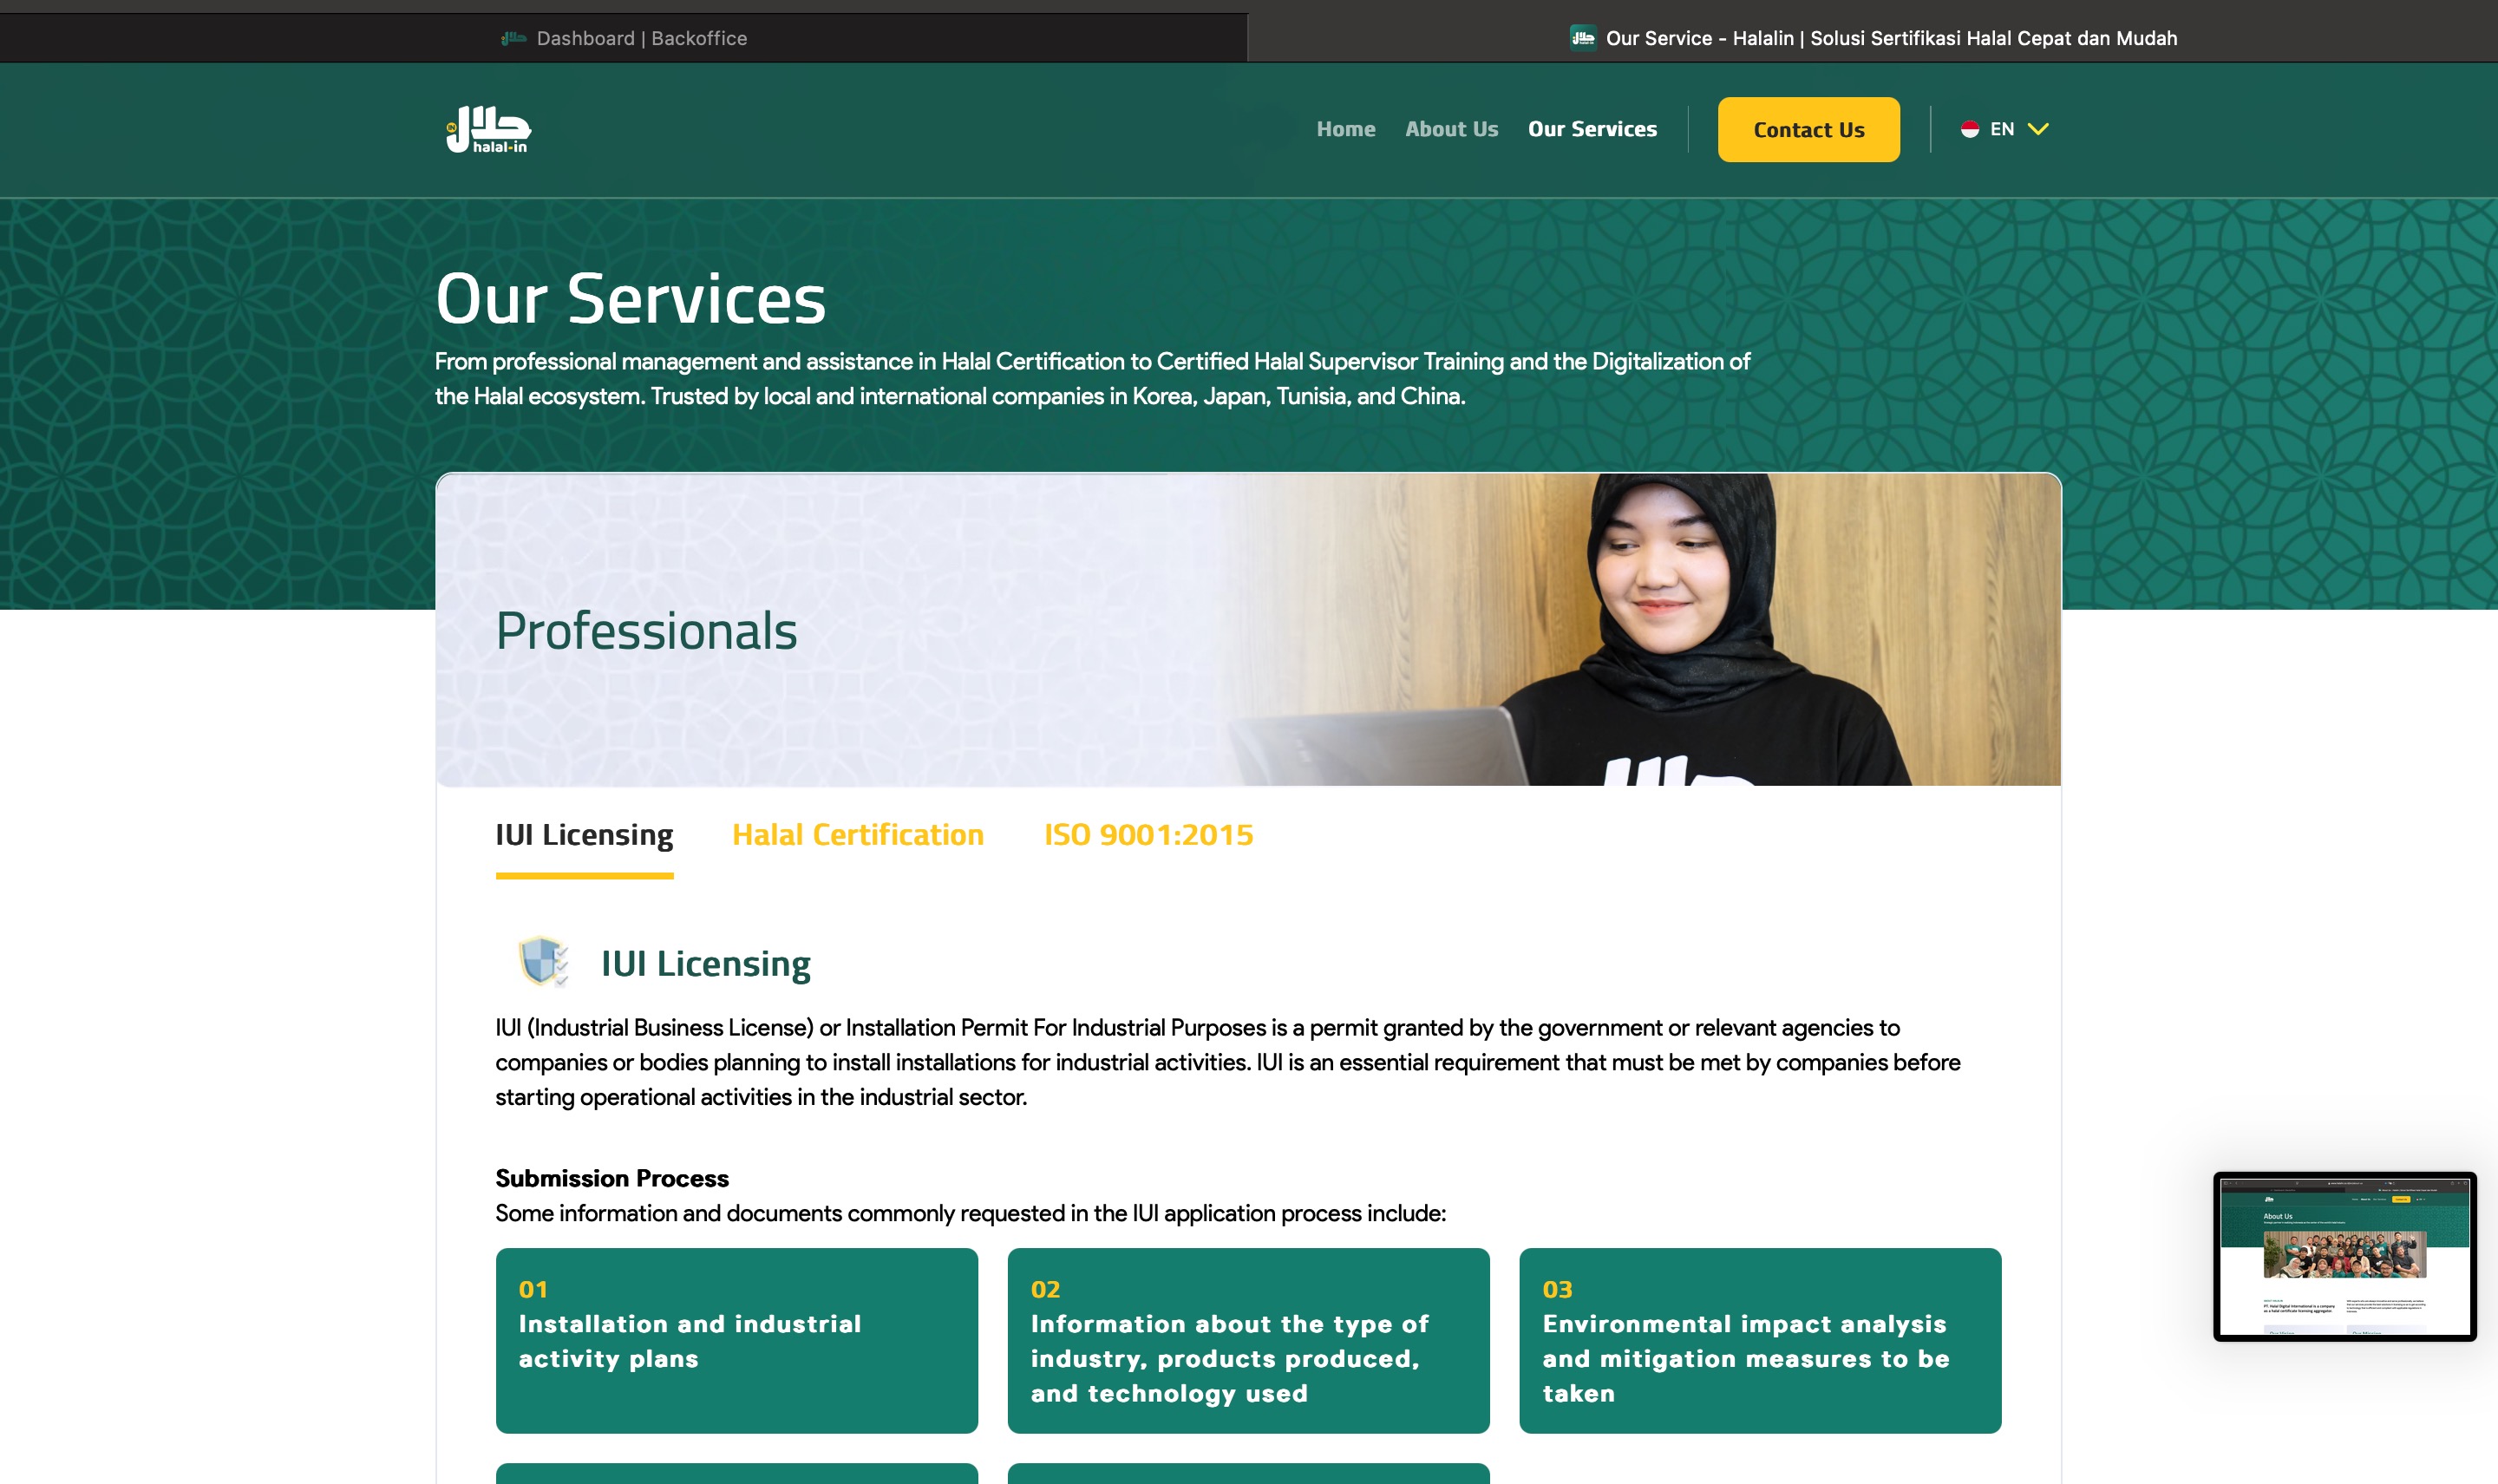 Dashboard | Backoffice
Our Service - Halalin | Solusi Sertifikasi Halal Cepat dan Mudah
حلال
IN
halal-in
Home
About Us
Our Services
Contact Us
EN
Our Services
From professional management and assistance in Halal Certification to Certified Halal Supervisor Training and the Digitalization of
the Halal ecosystem. Trusted by local and international companies in Korea, Japan, Tunisia, and China.
Professionals
IUI Licensing
Halal Certification
ISO 9001:2015
IUI Licensing
IUI (Industrial Business License) or Installation Permit For Industrial Purposes is a permit granted by the government or relevant agencies to
companies or bodies planning to install installations for industrial activities. IUI is an essential requirement that must be met by companies before
starting operational activities in the industrial sector.
Submission Process
Some information and documents commonly requested in the IUI application process include:
01
Installation and industrial
activity plans
02
Information about the type of
industry, products produced,
and technology used
03
Environmental impact analysis
and mitigation measures to be
taken
About Us